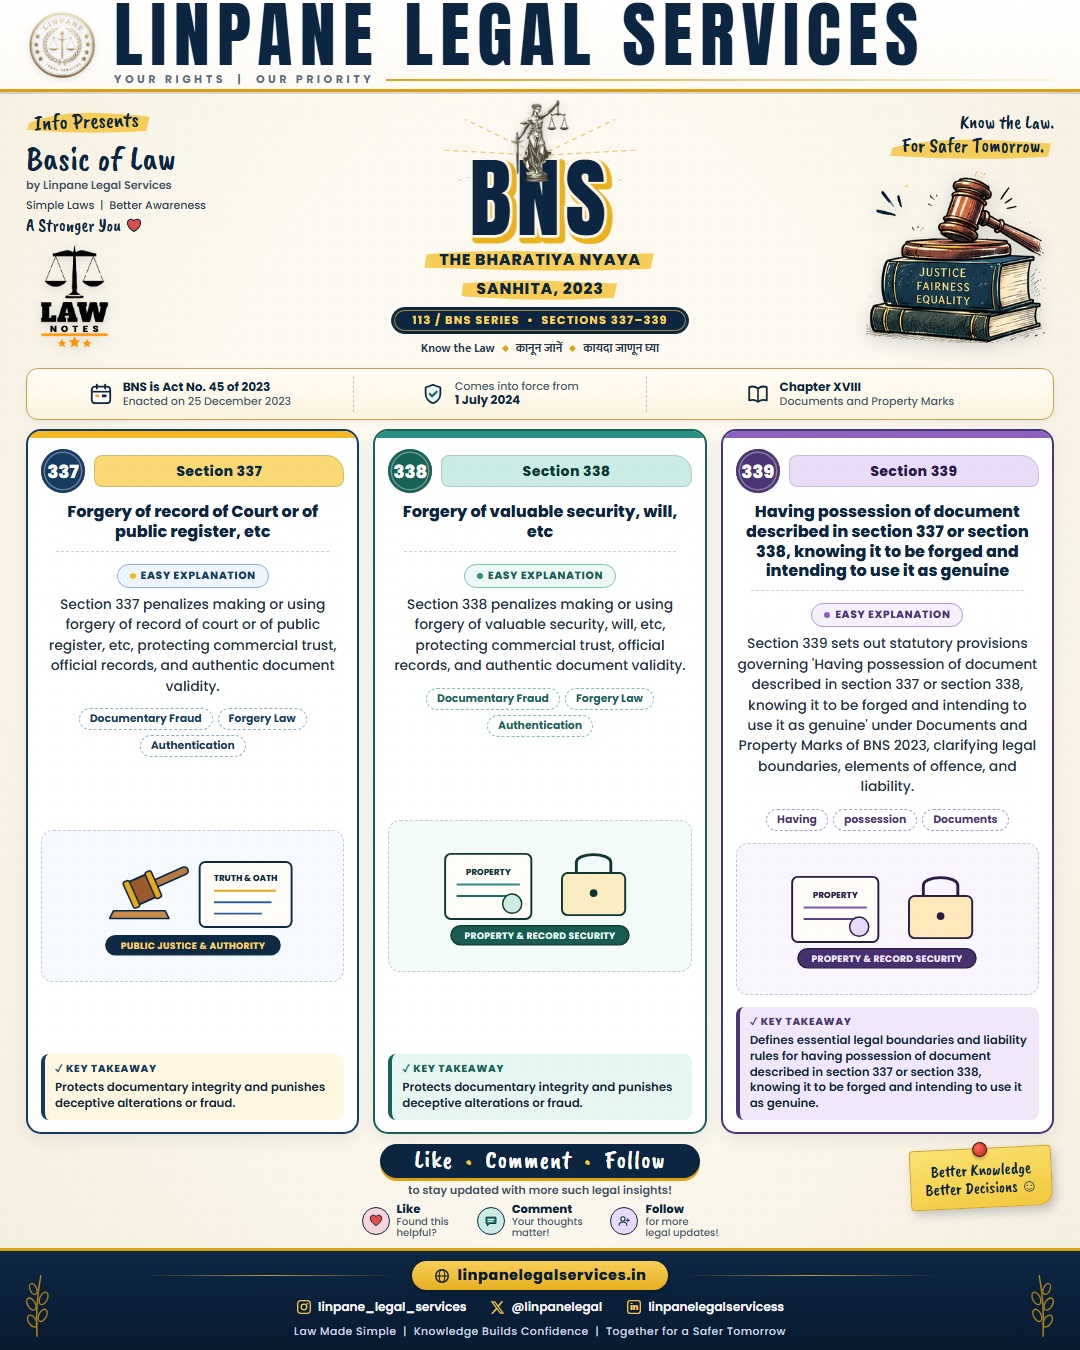 LINPANE LEGAL SERVICES
YOUR RIGHTS | OUR PRIORITY
Info Presents
Basic of Law
by Linpane Legal Services
Simple Laws | Better Awareness
A Stronger You
LAW
NOTES
BNS
THE BHARATIYA NYAYA
SANHITA, 2023
113 / BNS SERIES • SECTIONS 337–339
Know the Law ◆ कानून जानें ◆ कायदा जाणून घ्या
Know the Law.
For Safer Tomorrow.
JUSTICE
FAIRNESS
EQUALITY
BNS is Act No. 45 of 2023
Enacted on 25 December 2023
Comes into force from
1 July 2024
Chapter XVIII
Documents and Property Marks
337
Section 337
Forgery of record of Court or of
public register, etc
EASY EXPLANATION
Section 337 penalizes making or using
forgery of record of court or of public
register, etc, protecting commercial trust,
official records, and authentic document
validity.
Documentary Fraud
Forgery Law
Authentication
TRUTH & OATH
PUBLIC JUSTICE & AUTHORITY
✓ KEY TAKEAWAY
Protects documentary integrity and punishes
deceptive alterations or fraud.
338
Section 338
Forgery of valuable security, will,
etc
EASY EXPLANATION
Section 338 penalizes making or using
forgery of valuable security, will, etc,
protecting commercial trust, official
records, and authentic document validity.
Documentary Fraud
Forgery Law
Authentication
PROPERTY
PROPERTY & RECORD SECURITY
✓ KEY TAKEAWAY
Protects documentary integrity and punishes
deceptive alterations or fraud.
339
Section 339
Having possession of document
described in section 337 or section
338, knowing it to be forged and
intending to use it as genuine
EASY EXPLANATION
Section 339 sets out statutory provisions
governing 'Having possession of document
described in section 337 or section 338,
knowing it to be forged and intending to
use it as genuine' under Documents and
Property Marks of BNS 2023, clarifying legal
boundaries, elements of offence, and
liability.
Having
possession
Documents
PROPERTY
PROPERTY & RECORD SECURITY
✓ KEY TAKEAWAY
Defines essential legal boundaries and liability
rules for having possession of document
described in section 337 or section 338,
knowing it to be forged and intending to use it
as genuine.
Like • Comment • Follow
to stay updated with more such legal insights!
Like
Found this
helpful?
Comment
Your thoughts
matter!
Follow
for more
legal updates!
Better Knowledge
Better Decisions ☺
linpanelegalservices.in
linpane_legal_services
@linpanelegal
linpanelegalservicess
Law Made Simple | Knowledge Builds Confidence | Together for a Safer Tomorrow